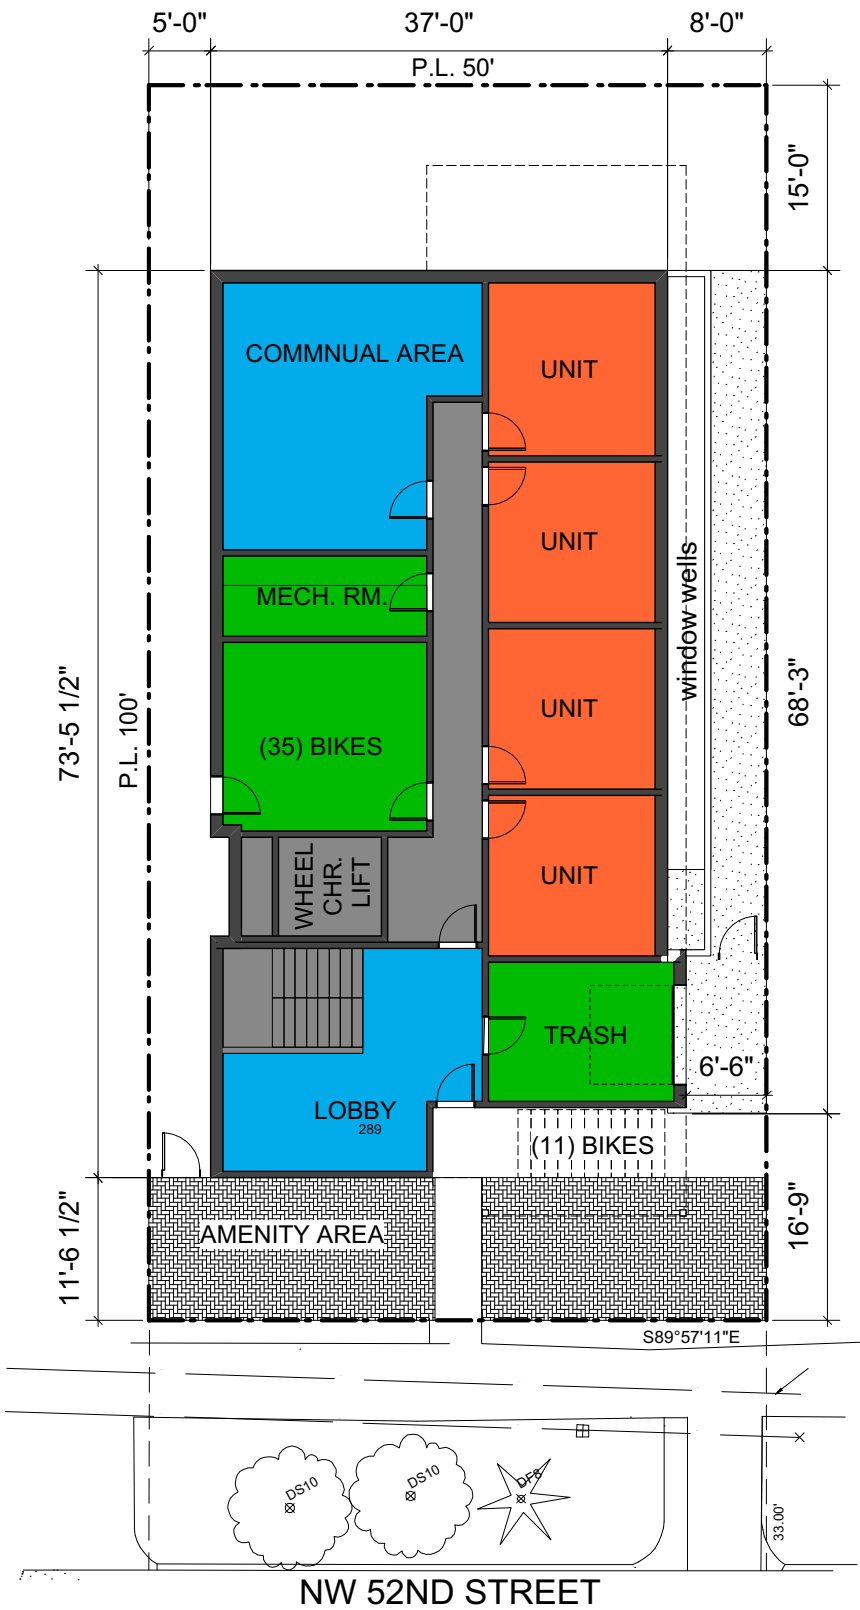 5'-0"
37'-0"
8'-0"
P.L. 50'
15'-0"
COMMNUAL AREA
UNIT
UNIT
window wells
MECH. RM.
73'-5 1/2"
P.L. 100'
68'-3"
UNIT
(35) BIKES
UNIT
WHEEL
CHR.
LIFT
TRASH
6'-6"
LOBBY
289
(11) BIKES
11'-6 1/2"
AMENITY AREA
16'-9"
S89°57'11"E
DS10
DS10
DF8
33.00'
NW 52ND STREET